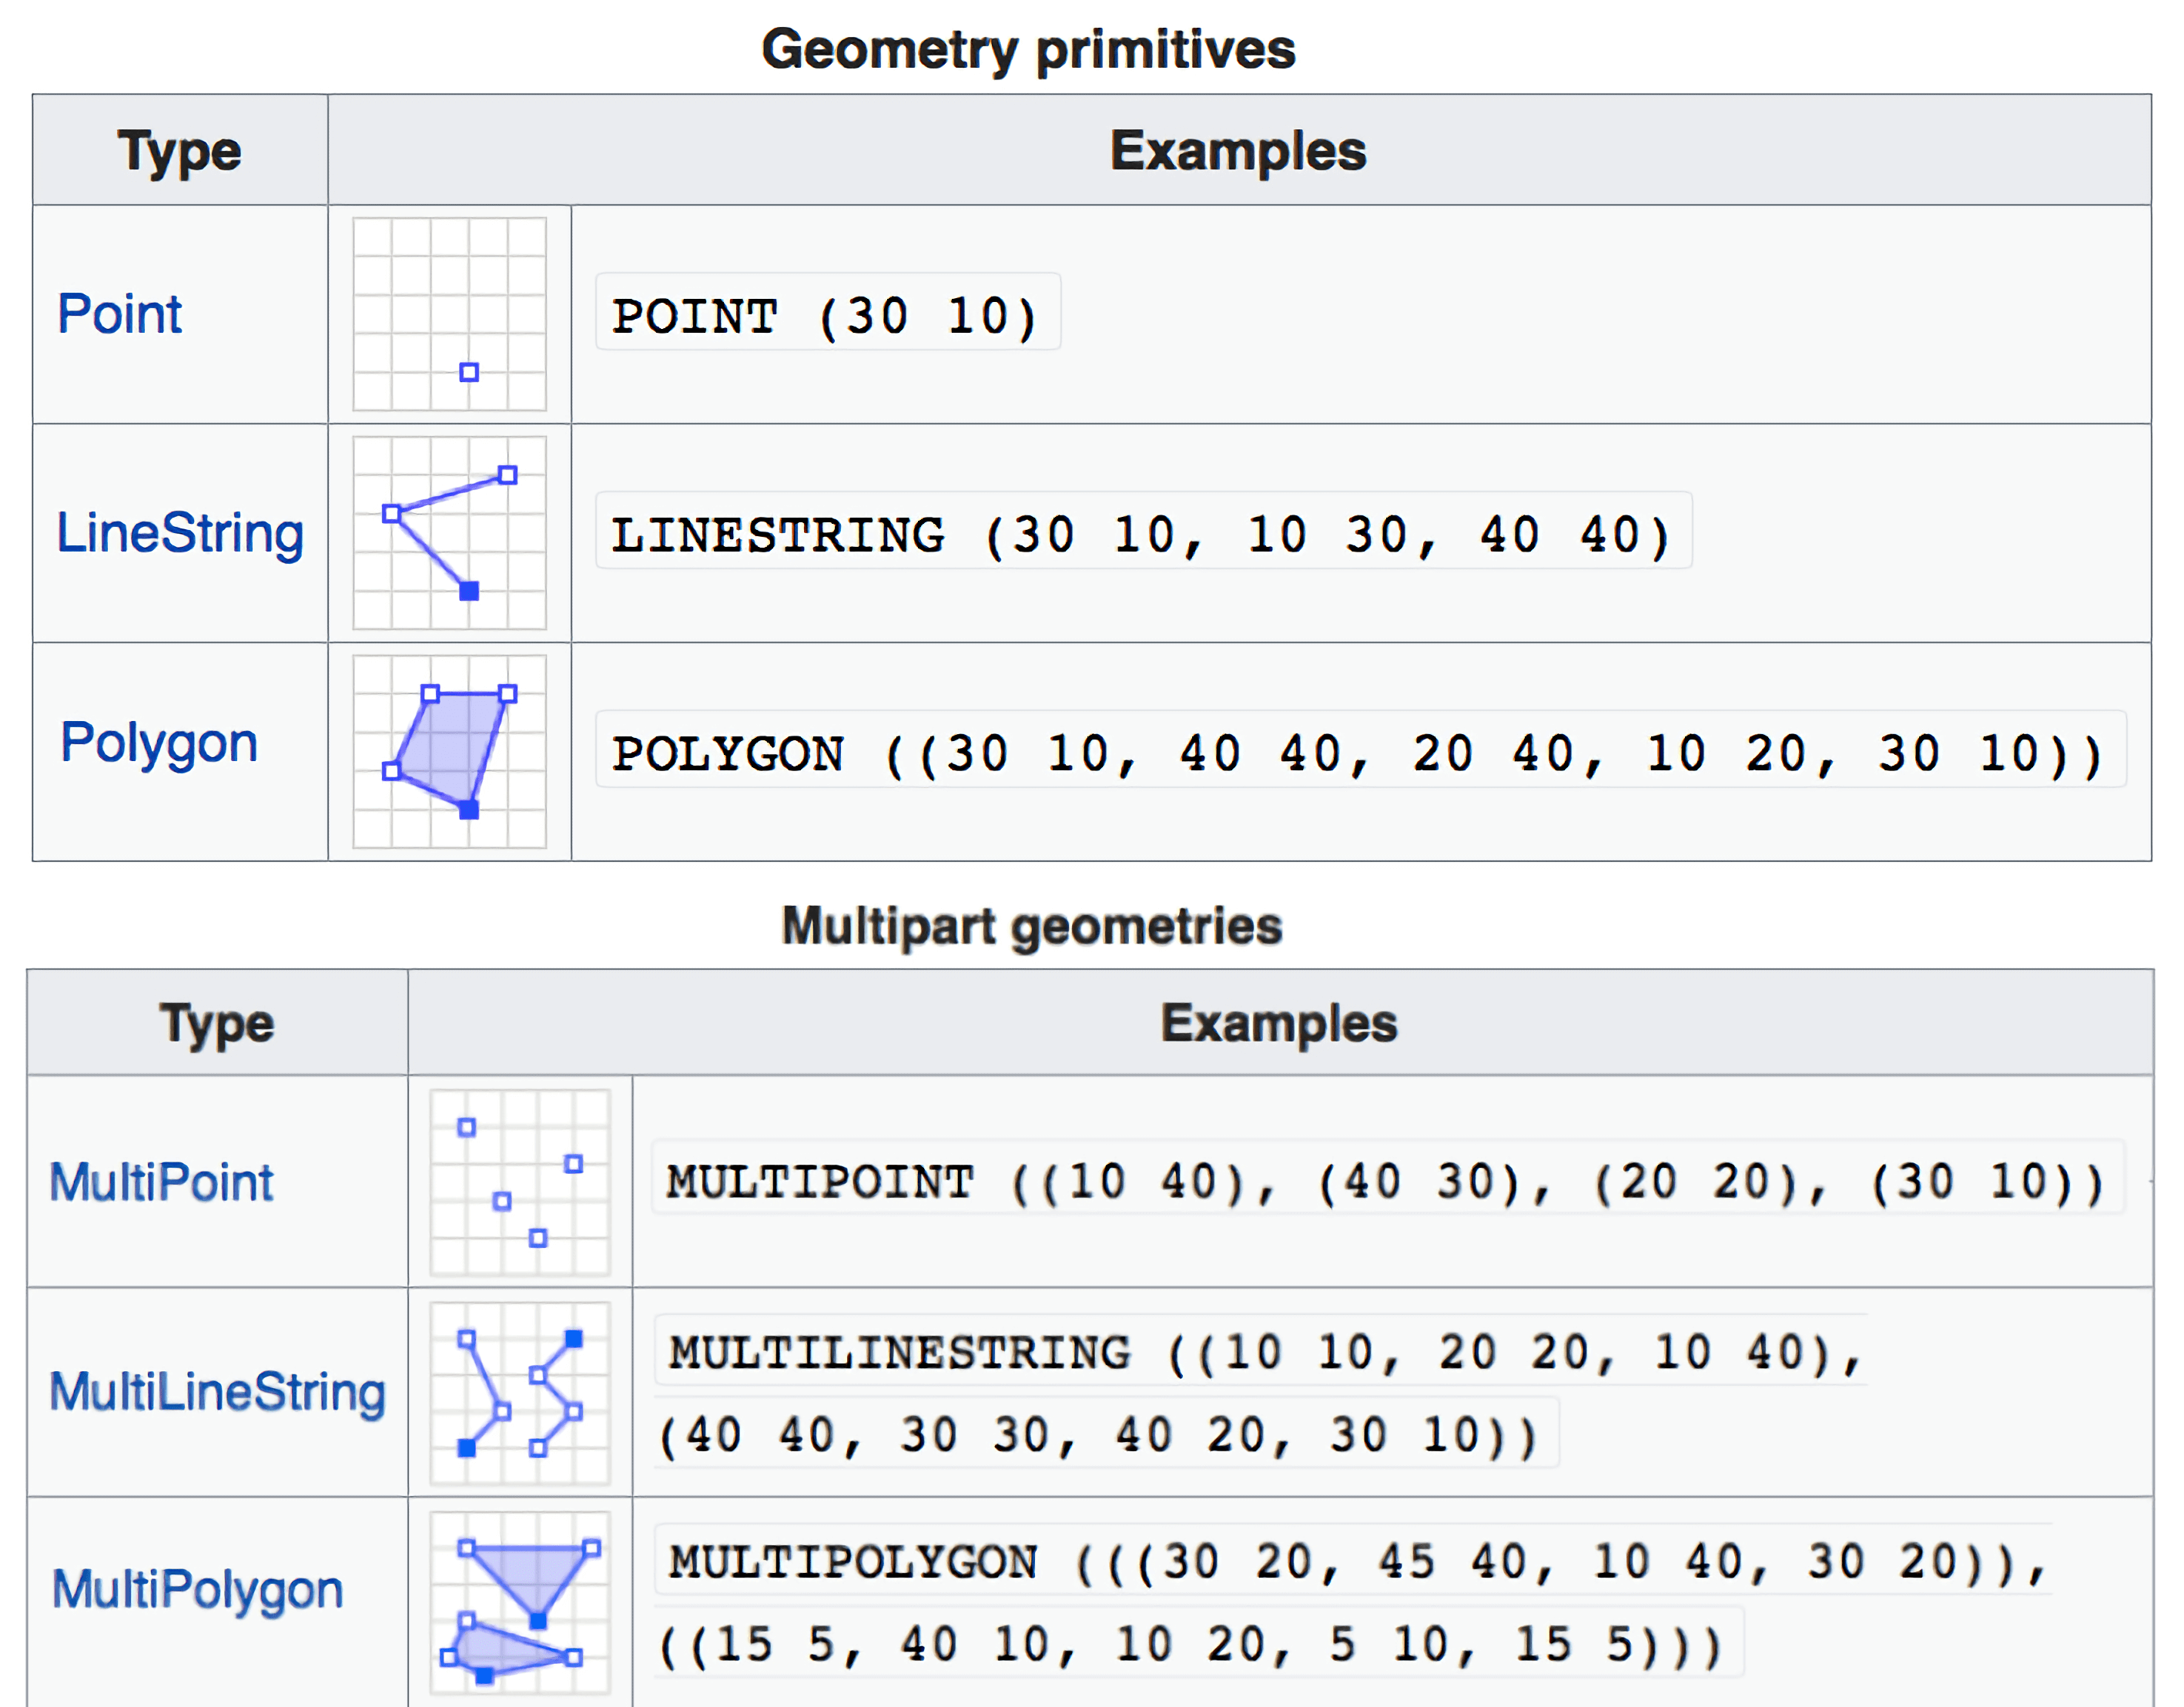 Geometry primitives
Type Examples
Point POINT (30 10)
LineString LINESTRING (30 10, 10 30, 40 40)
Polygon POLYGON ((30 10, 40 40, 20 40, 10 20, 30 10))
Multipart geometries
Type Examples
MultiPoint MULTIPOINT ((10 40), (40 30), (20 20), (30 10))
MultiLineString MULTILINESTRING ((10 10, 20 20, 10 40),
(40 40, 30 30, 40 20, 30 10))
MultiPolygon MULTIPOLYGON (((30 20, 45 40, 10 40, 30 20)),
((15 5, 40 10, 10 20, 5 10, 15 5)))